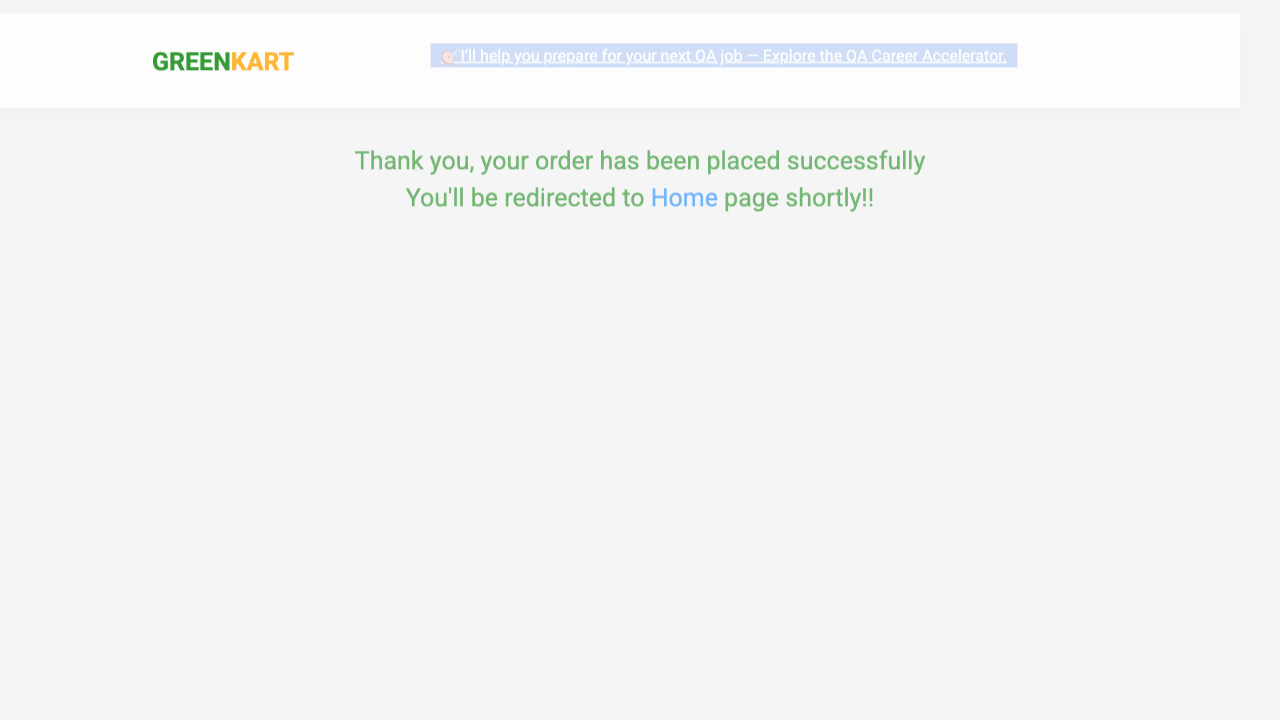 GREENKART
🎯 I'll help you prepare for your next QA job — Explore the QA Career Accelerator.
Thank you, your order has been placed successfully
You'll be redirected to Home page shortly!!